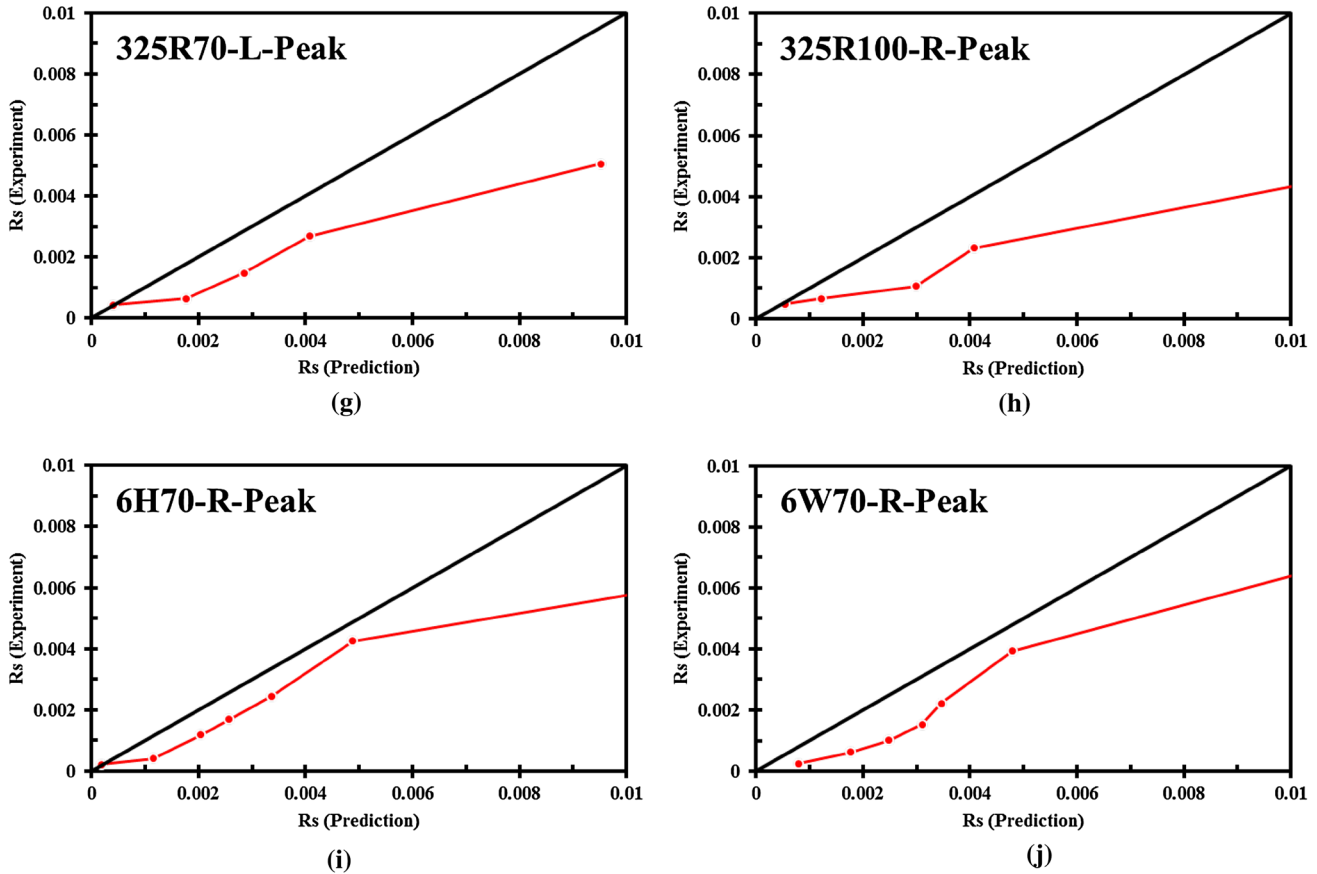 325R70-L-Peak
0.01
0.008
0.006
0.004
0.002
0
Rs (Experiment)
0 0.002 0.004 0.006 0.008 0.01
Rs (Prediction)
(g)
325R100-R-Peak
0.01
0.008
0.006
0.004
0.002
0
Rs (Experiment)
0 0.002 0.004 0.006 0.008 0.01
Rs (Prediction)
(h)
6H70-R-Peak
0.01
0.008
0.006
0.004
0.002
0
Rs (Experiment)
0 0.002 0.004 0.006 0.008 0.01
Rs (Prediction)
(i)
6W70-R-Peak
0.01
0.008
0.006
0.004
0.002
0
Rs (Experiment)
0 0.002 0.004 0.006 0.008 0.01
Rs (Prediction)
(j)